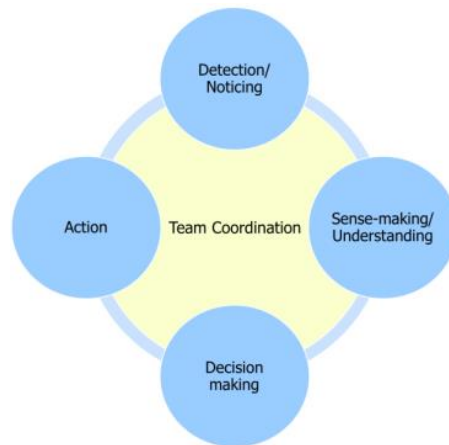 Detection/
Noticing
Action
Team Coordination
Sense-making/
Understanding
Decision
making